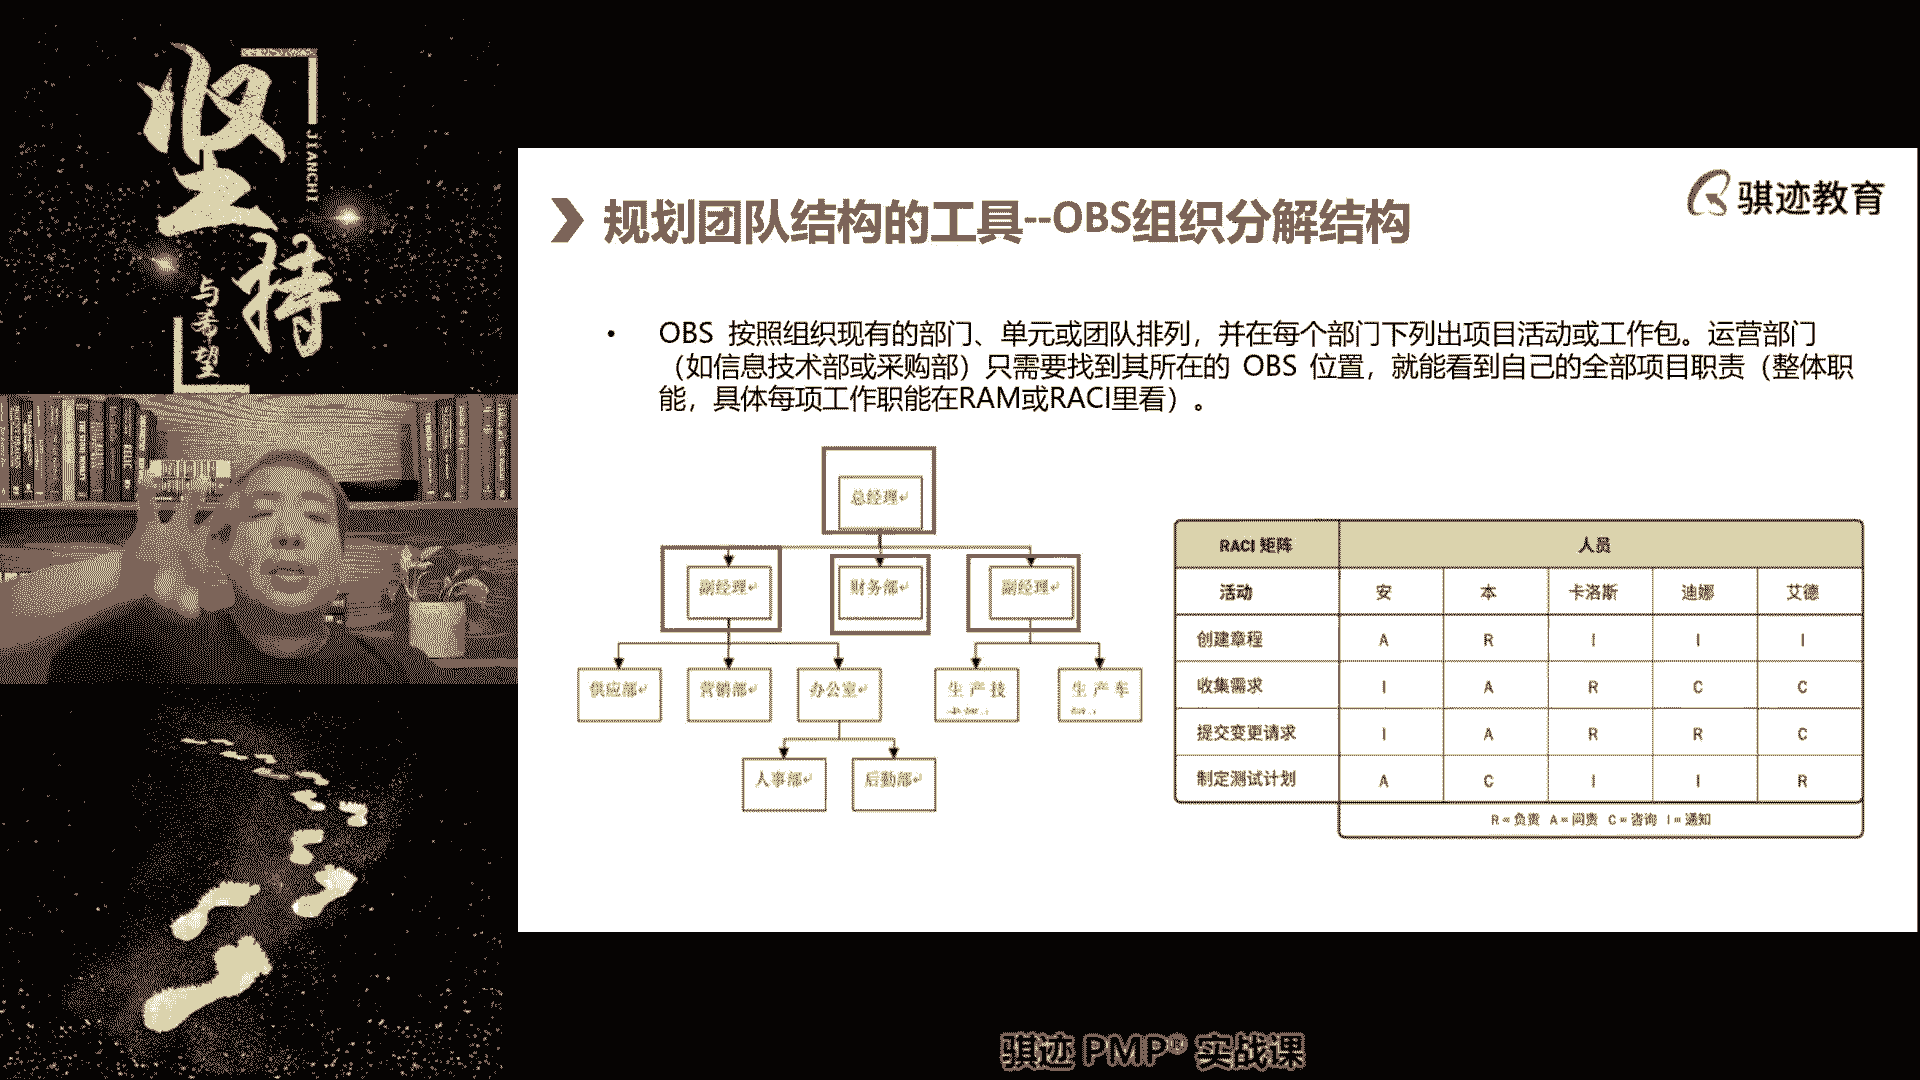 坚持
JIANCHI
与希望
骐迹教育
规划团队结构的工具--OBS组织分解结构
• OBS 按照组织现有的部门、单元或团队排列，并在每个部门下列出项目活动或工作包。运营部门
（如信息技术部或采购部）只需要找到其所在的 OBS 位置，就能看到自己的全部项目职责（整体职
能，具体每项工作职能在RAM或RACI里看）。
总经理
副经理 财务部 副经理
供应部 营销部 办公室 生产技 生产车
人事部 后勤部
RACI 矩阵 人员
活动 安 本 卡洛斯 迪娜 艾德
创建章程 A R I I I
收集需求 I A R C C
提交变更请求 I A R R C
制定测试计划 A C I I R
R = 负责 A = 问责 C = 咨询 I = 通知
骐迹 PMP® 实战课